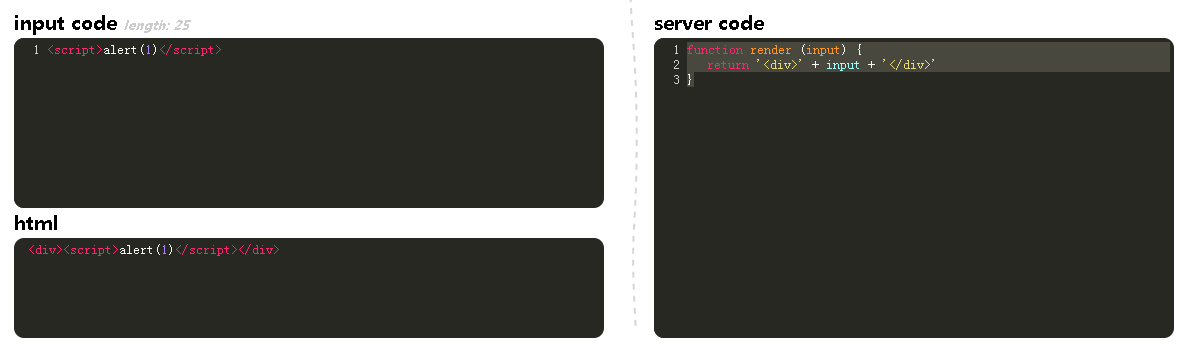 input code length: 25
1 <script>alert(1)</script>
html
<div><script>alert(1)</script></div>
server code
1 function render (input) {
2 return '<div>' + input + '</div>'
3 }